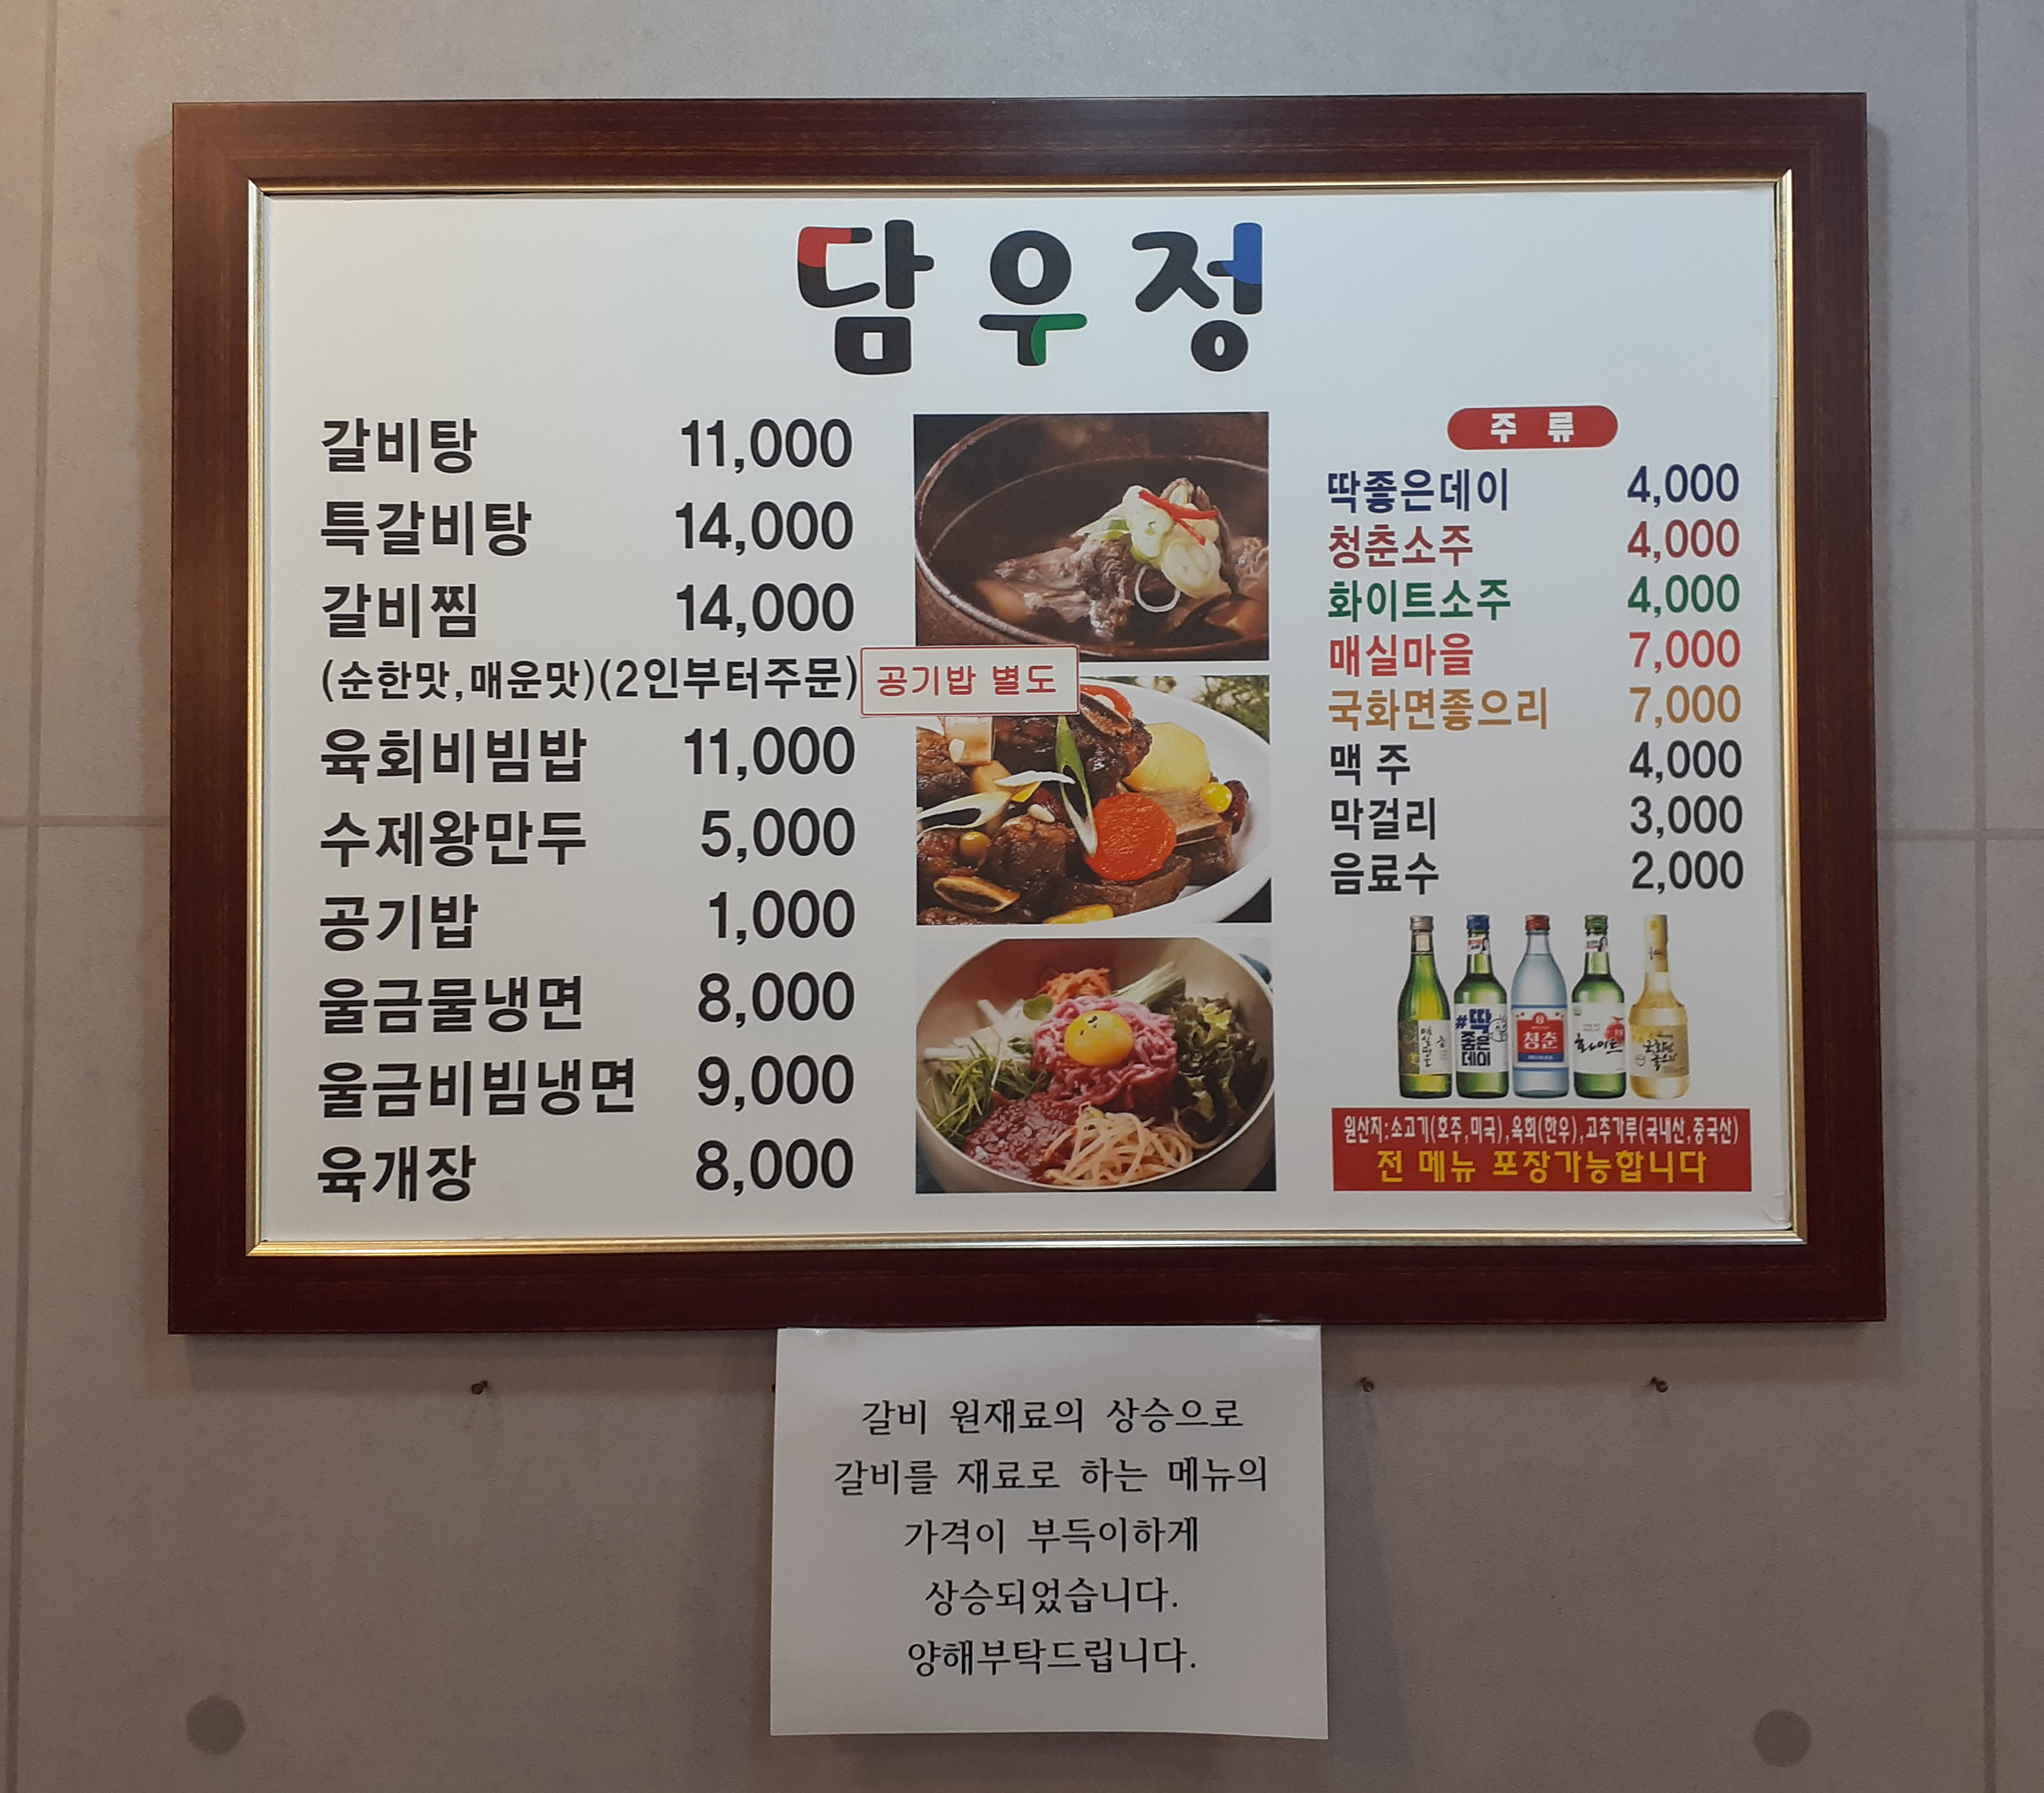 담우정
갈비탕 11,000
특갈비탕 14,000
갈비찜 14,000
(순한맛,매운맛)(2인부터주문) 공기밥 별도
육회비빔밥 11,000
수제왕만두 5,000
공기밥 1,000
울금물냉면 8,000
울금비빔냉면 9,000
육개장 8,000
주 류
딱좋은데이 4,000
청춘소주 4,000
화이트소주 4,000
매실마을 7,000
국화면좋으리 7,000
맥 주 4,000
막걸리 3,000
음료수 2,000
#딱
좋은
데이
청춘
화이트
원산지:소고기(호주,미국),육회(한우),고추가루(국내산,중국산)
전 메뉴 포장가능합니다
갈비 원재료의 상승으로
갈비를 재료로 하는 메뉴의
가격이 부득이하게
상승되었습니다.
양해부탁드립니다.